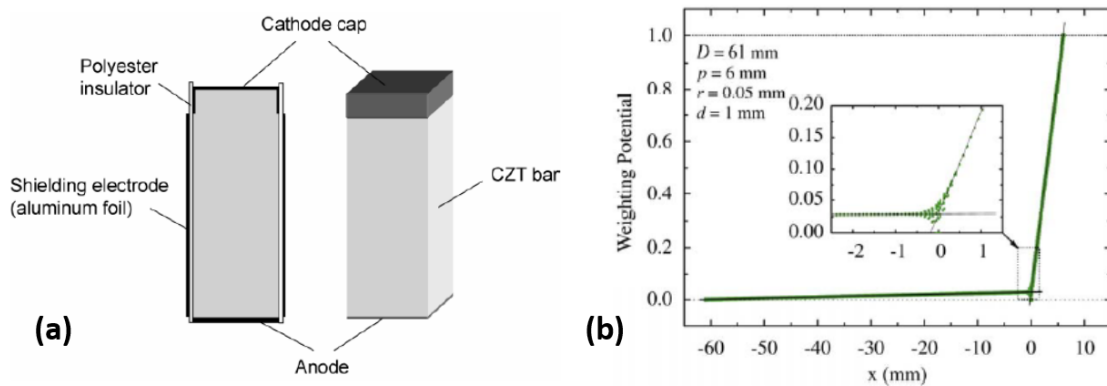 Cathode cap
Polyester
insulator
Shielding electrode
(aluminum foil)
CZT bar
Anode
(a)
1.0
0.8
0.6
0.4
0.2
0.0
Weighting Potential
D = 61 mm
p = 6 mm
r = 0.05 mm
d = 1 mm
0.20
0.15
0.10
0.05
0.00
-2 -1 0 1
-60 -50 -40 -30 -20 -10 0 10
x (mm)
(b)